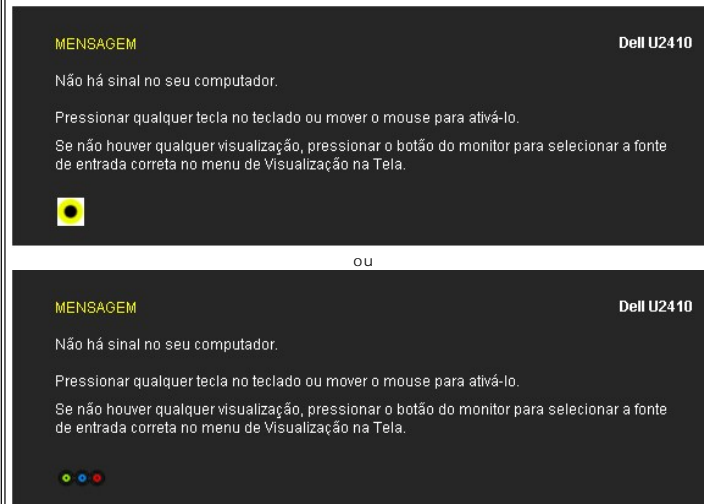 MENSAGEM Dell U2410
Não há sinal no seu computador.
Pressionar qualquer tecla no teclado ou mover o mouse para ativá-lo.
Se não houver qualquer visualização, pressionar o botão do monitor para selecionar a fonte
de entrada correta no menu de Visualização na Tela.
ou
MENSAGEM Dell U2410
Não há sinal no seu computador.
Pressionar qualquer tecla no teclado ou mover o mouse para ativá-lo.
Se não houver qualquer visualização, pressionar o botão do monitor para selecionar a fonte
de entrada correta no menu de Visualização na Tela.